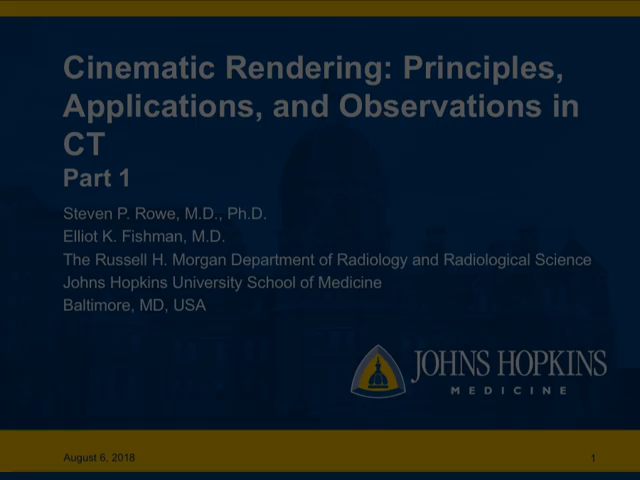 Cinematic Rendering: Principles,
Applications, and Observations in
CT
Part 1
Steven P. Rowe, M.D., Ph.D.
Elliot K. Fishman, M.D.
The Russell H. Morgan Department of Radiology and Radiological Science
Johns Hopkins University School of Medicine
Baltimore, MD, USA
JOHNS HOPKINS
MEDICINE
August 6, 2018
1